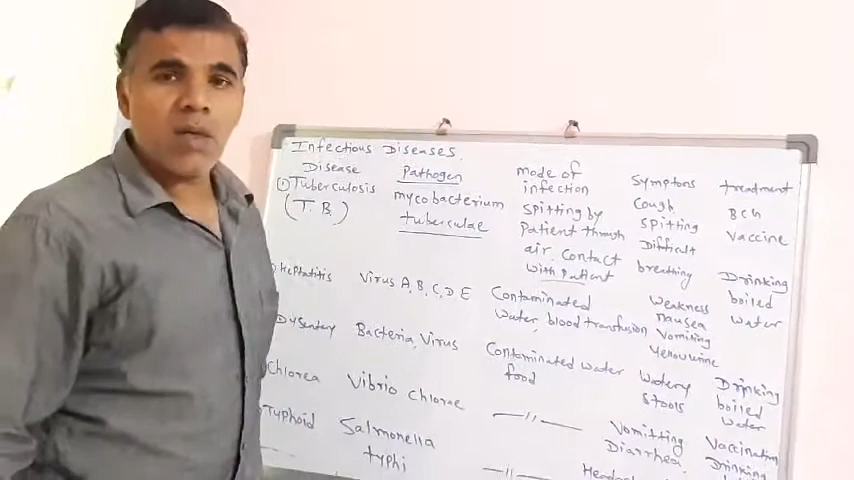 Infectious Diseases.
Disease Pathogen mode of infection Symptoms treatment
① Tuberculosis (T.B.) mycobacterium tuberculae Spitting by Patient through air. Contact with Patient Cough, Spitting Difficult breathing BCG Vaccine
Heptatitis Virus A, B, C, D E Contaminated water, blood transfusion Weakness nausea Vomiting Yellow urine Drinking boiled water
Dysentery Bacteria, Virus Contaminated water food Watery Stools Drinking boiled water
Chlorea Vibrio Chlorae —〃— Vomitting Diarrhea. Vaccination Drinking
Typhoid Salmonella typhi —〃—